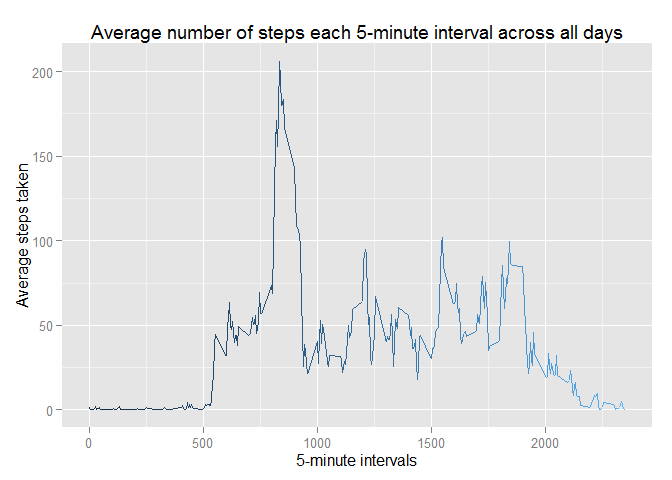 Average number of steps each 5-minute interval across all days
Average steps taken
200
150
100
50
0
0 500 1000 1500 2000
5-minute intervals